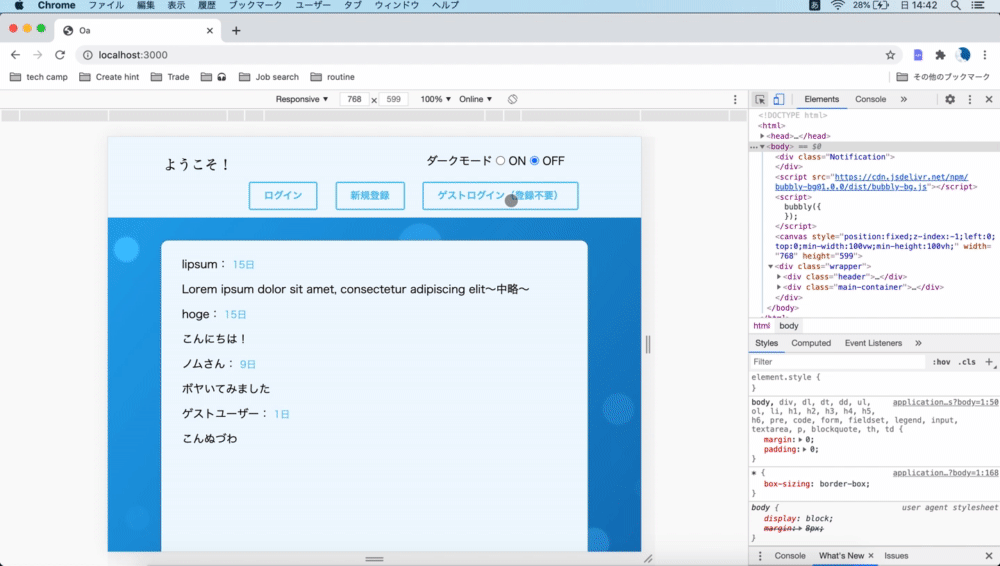 Chrome ファイル 編集 表示 履歴 ブックマーク ユーザー タブ ウィンドウ ヘルプ あ 28% 日 14:42
Oa
localhost:3000
tech camp Create hint Trade Job search routine その他のブックマーク
Responsive ▼ 768 x 599 100% ▼ Online ▼ Elements Console »
ようこそ！
ダークモード ON OFF
ログイン 新規登録 ゲストログイン（登録不要）
lipsum： 15日
Lorem ipsum dolor sit amet, consectetur adipiscing elit〜中略〜
hoge： 15日
こんにちは！
ノムさん： 9日
ボヤいてみました
ゲストユーザー： 1日
こんぬづわ
<!DOCTYPE html>
<html>
<head>…</head>
<body> == $0
<div class="Notification">
</div>
<script src="https://cdn.jsdelivr.net/npm/
bubbly-bg@1.0.0/dist/bubbly-bg.js"></script>
<script>
bubbly({
});
</script>
<canvas style="position:fixed;z-index:-1;left:0;
top:0;min-width:100vw;min-height:100vh;" width=
"768" height="599">
<div class="wrapper">
<div class="header">…</div>
<div class="main-container">…</div>
</div>
</body>
</html>
html body
Styles Computed Event Listeners »
Filter :hov .cls +
element.style {
}
body, div, dl, dt, dd, ul, application…s?body=1:50
ol, li, h1, h2, h3, h4, h5,
h6, pre, code, form, fieldset, legend, input,
textarea, p, blockquote, th, td {
margin: 0;
padding: 0;
}
* { application…?body=1:168
box-sizing: border-box;
}
body { user agent stylesheet
display: block;
margin: 8px;
}
Console What's New × Issues